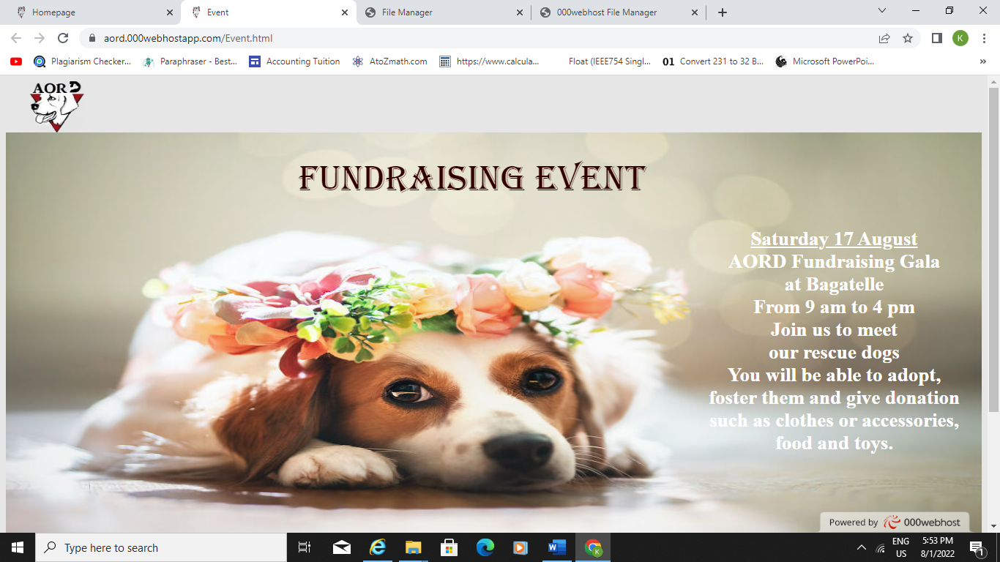 Homepage
Event
File Manager
000webhost File Manager
aord.000webhostapp.com/Event.html
K
Plagiarism Checker...
Paraphraser - Best...
Accounting Tuition
AtoZmath.com
https://www.calcula...
Float (IEEE754 Singl...
01 Convert 231 to 32 B...
Microsoft PowerPoi...
»
AORD
FUNDRAISING EVENT
Saturday 17 August
AORD Fundraising Gala
at Bagatelle
From 9 am to 4 pm
Join us to meet
our rescue dogs
You will be able to adopt,
foster them and give donation
such as clothes or accessories,
food and toys.
Powered by 000webhost
Type here to search
K
ENG
US
5:53 PM
8/1/2022
1